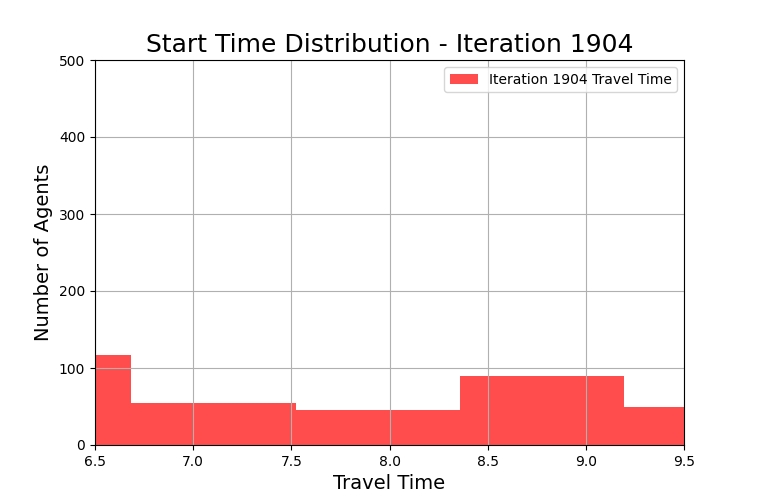 Start Time Distribution - Iteration 1904
500
Iteration 1904 Travel Time
400
300
200
100
0
Number of Agents
6.5 7.0 7.5 8.0 8.5 9.0 9.5
Travel Time